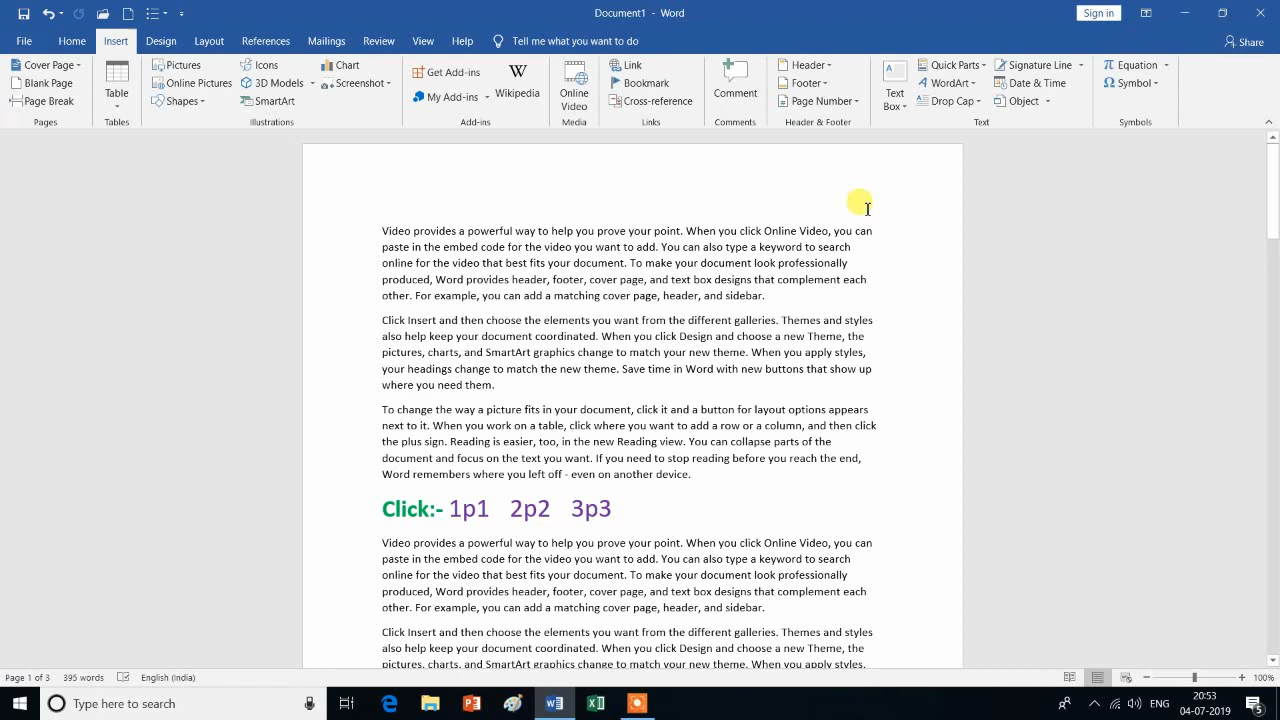 Document1 - Word
Sign in
File Home Insert Design Layout References Mailings Review View Help Tell me what you want to do Share
Cover Page Pictures Icons Chart Link Header Quick Parts Signature Line Equation
Get Add-ins
Blank Page Online Pictures 3D Models Screenshot Bookmark Footer WordArt Date & Time Symbol
Table Wikipedia Online Video Comment Text Box
My Add-ins
Page Break Shapes SmartArt Cross-reference Page Number Drop Cap Object
Pages Tables Illustrations Add-ins Media Links Comments Header & Footer Text Symbols
Video provides a powerful way to help you prove your point. When you click Online Video, you can
paste in the embed code for the video you want to add. You can also type a keyword to search
online for the video that best fits your document. To make your document look professionally
produced, Word provides header, footer, cover page, and text box designs that complement each
other. For example, you can add a matching cover page, header, and sidebar.
Click Insert and then choose the elements you want from the different galleries. Themes and styles
also help keep your document coordinated. When you click Design and choose a new Theme, the
pictures, charts, and SmartArt graphics change to match your new theme. When you apply styles,
your headings change to match the new theme. Save time in Word with new buttons that show up
where you need them.
To change the way a picture fits in your document, click it and a button for layout options appears
next to it. When you work on a table, click where you want to add a row or a column, and then click
the plus sign. Reading is easier, too, in the new Reading view. You can collapse parts of the
document and focus on the text you want. If you need to stop reading before you reach the end,
Word remembers where you left off - even on another device.
Click:- 1p1 2p2 3p3
Video provides a powerful way to help you prove your point. When you click Online Video, you can
paste in the embed code for the video you want to add. You can also type a keyword to search
online for the video that best fits your document. To make your document look professionally
produced, Word provides header, footer, cover page, and text box designs that complement each
other. For example, you can add a matching cover page, header, and sidebar.
Click Insert and then choose the elements you want from the different galleries. Themes and styles
also help keep your document coordinated. When you click Design and choose a new Theme, the
pictures, charts, and SmartArt graphics change to match your new theme. When you apply styles,
Page 1 of 3 395 words English (India) 100%
Type here to search ENG 20:53
04-07-2019 5